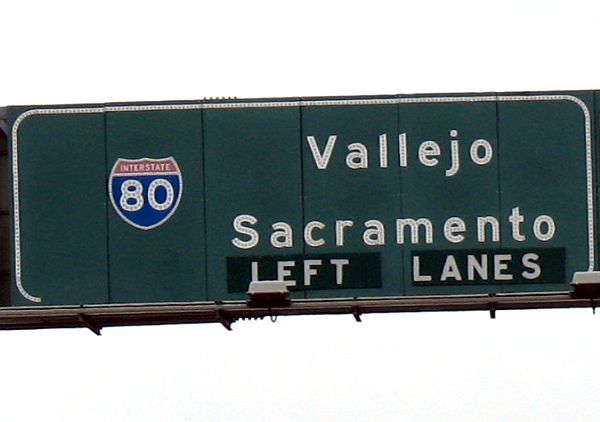 INTERSTATE
80
Vallejo
Sacramento
LEFT LANES